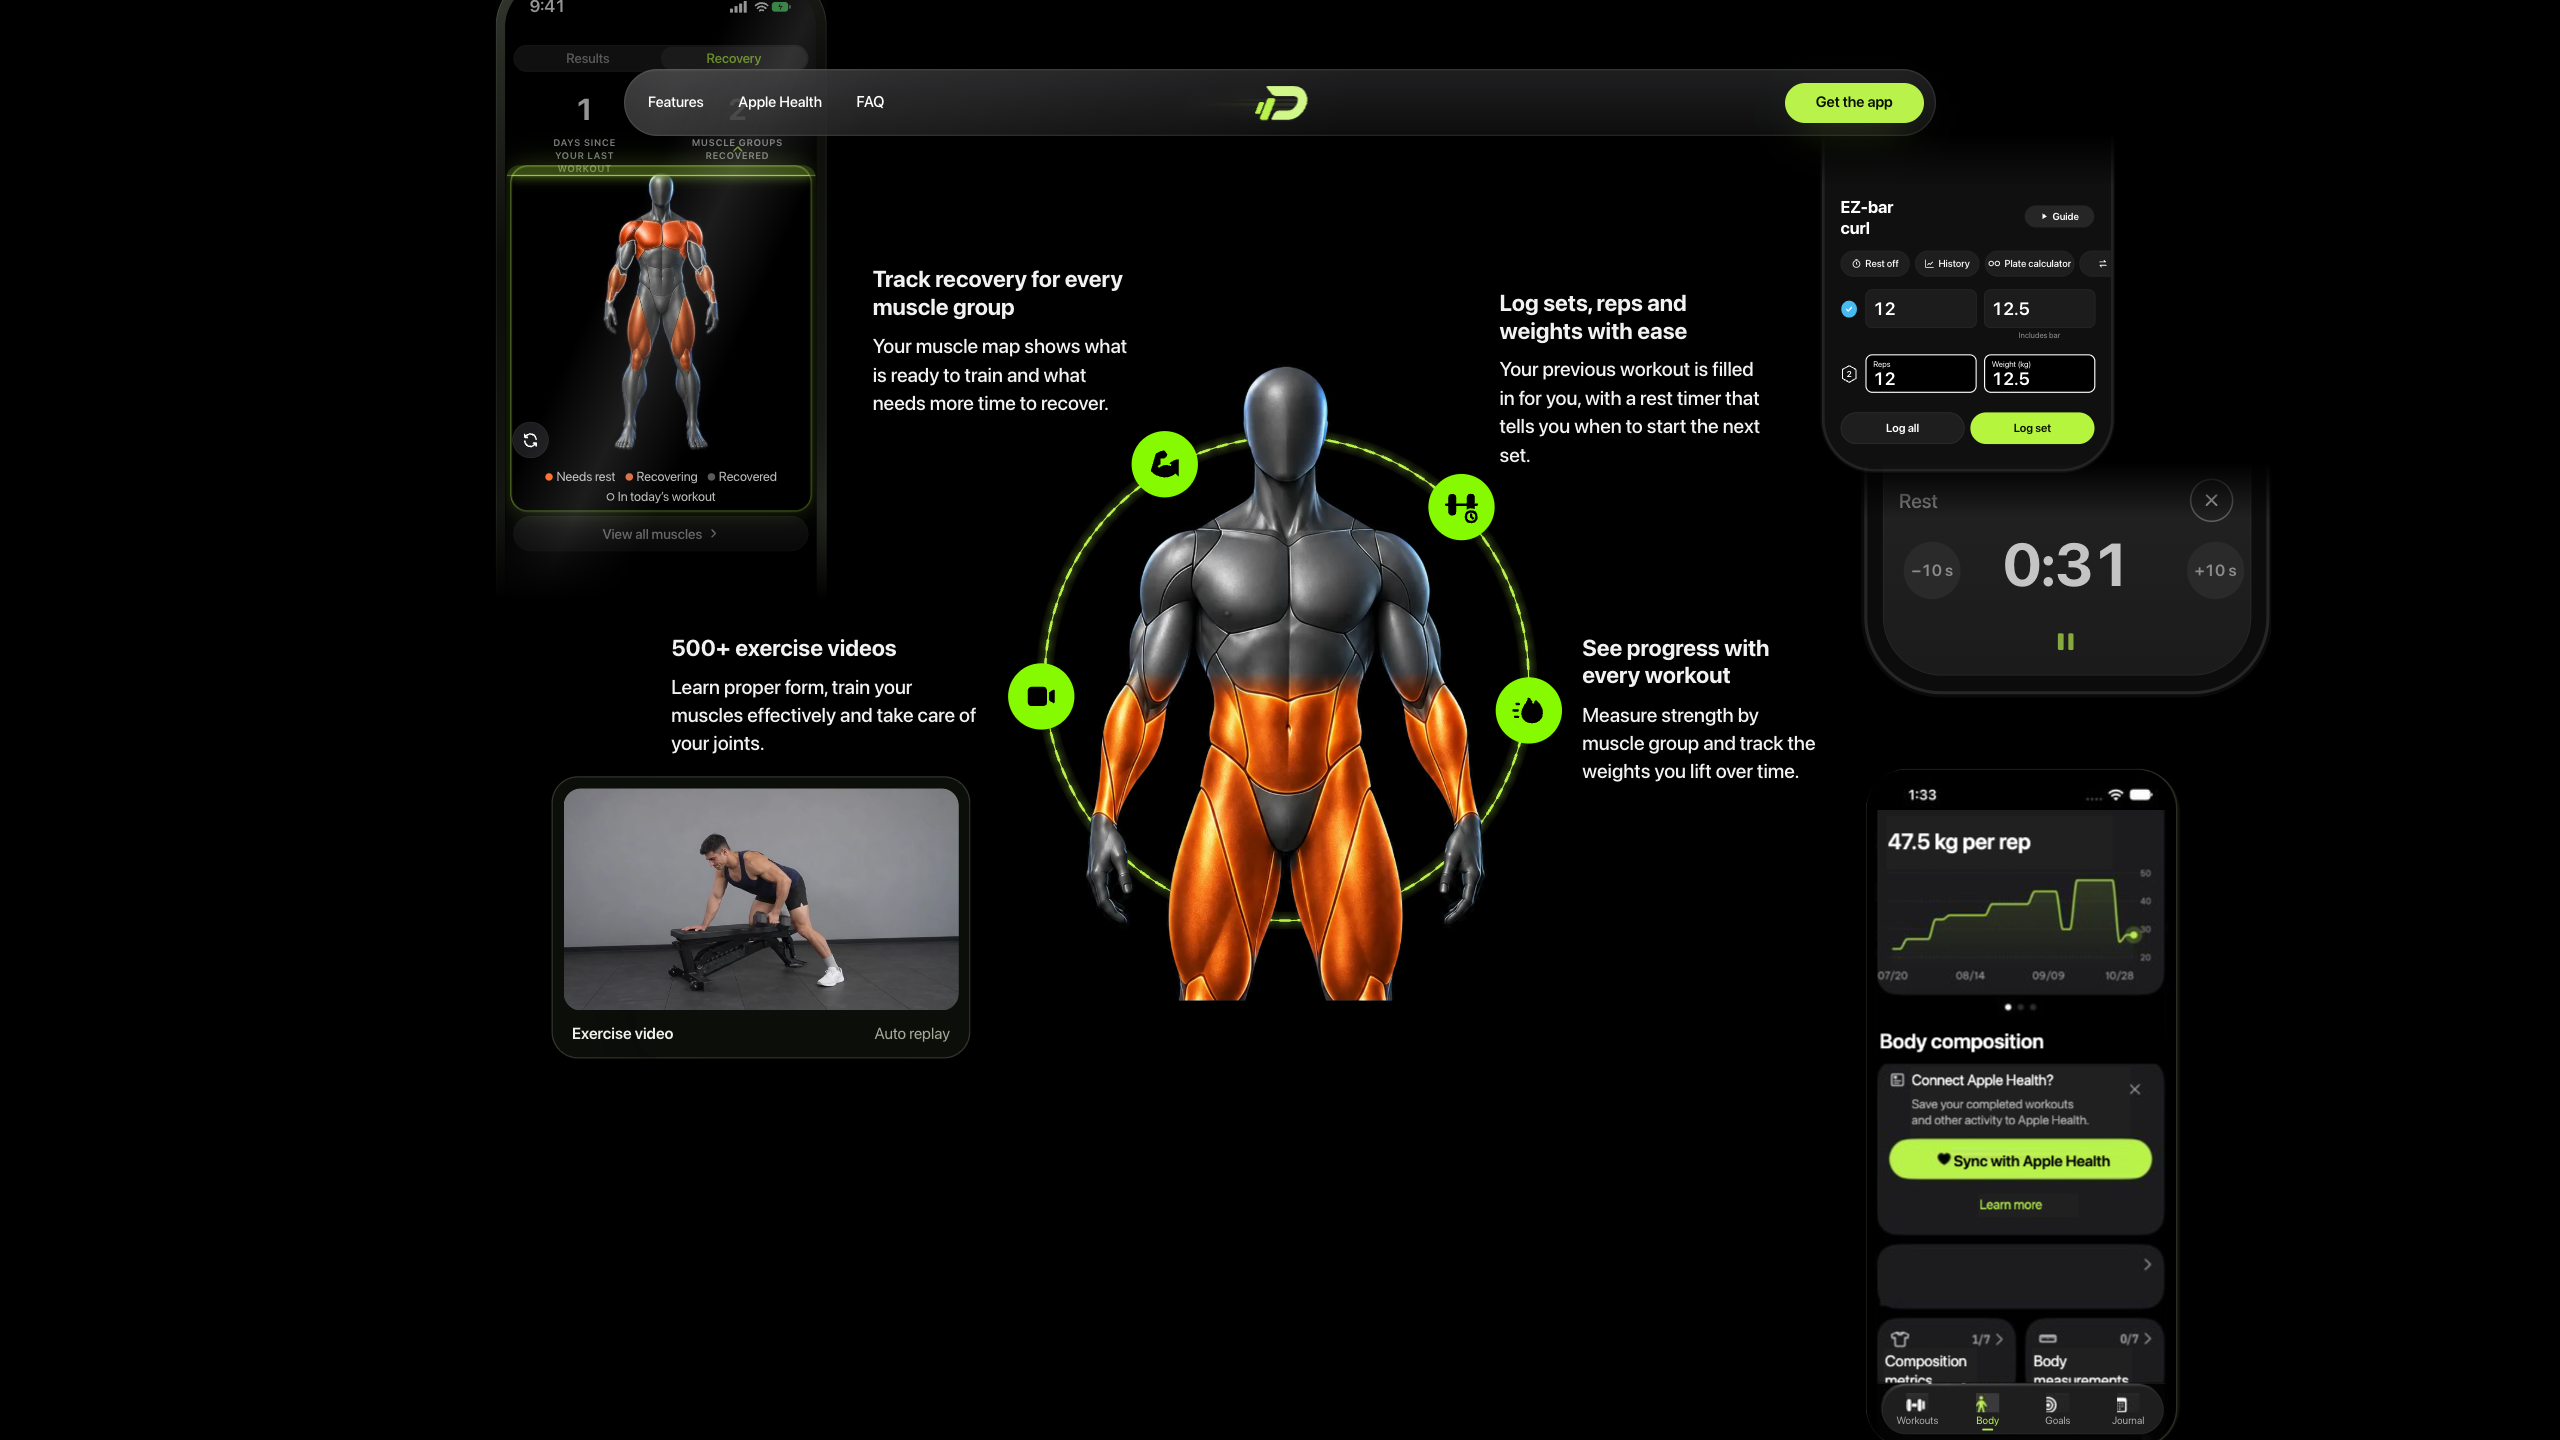 9:41
Results
Recovery
Features
Apple Health
FAQ
Get the app
1
2
DAYS SINCE
YOUR LAST
WORKOUT
MUSCLE GROUPS
RECOVERED
Needs rest
Recovering
Recovered
In today's workout
View all muscles
Track recovery for every
muscle group
Your muscle map shows what
is ready to train and what
needs more time to recover.
Log sets, reps and
weights with ease
Your previous workout is filled
in for you, with a rest timer that
tells you when to start the next
set.
EZ-bar
curl
Guide
Rest off
History
Plate calculator
12
12.5
Includes bar
2
Reps
12
Weight (kg)
12.5
Log all
Log set
Rest
−10 s
0:31
+10 s
500+ exercise videos
Learn proper form, train your
muscles effectively and take care of
your joints.
Exercise video
Auto replay
See progress with
every workout
Measure strength by
muscle group and track the
weights you lift over time.
1:33
47.5 kg per rep
50
40
30
20
07/20
08/14
09/09
10/28
Body composition
Connect Apple Health?
Save your completed workouts
and other activity to Apple Health.
Sync with Apple Health
Learn more
1/7
Composition
metrics
0/7
Body
measurements
Workouts
Body
Goals
Journal